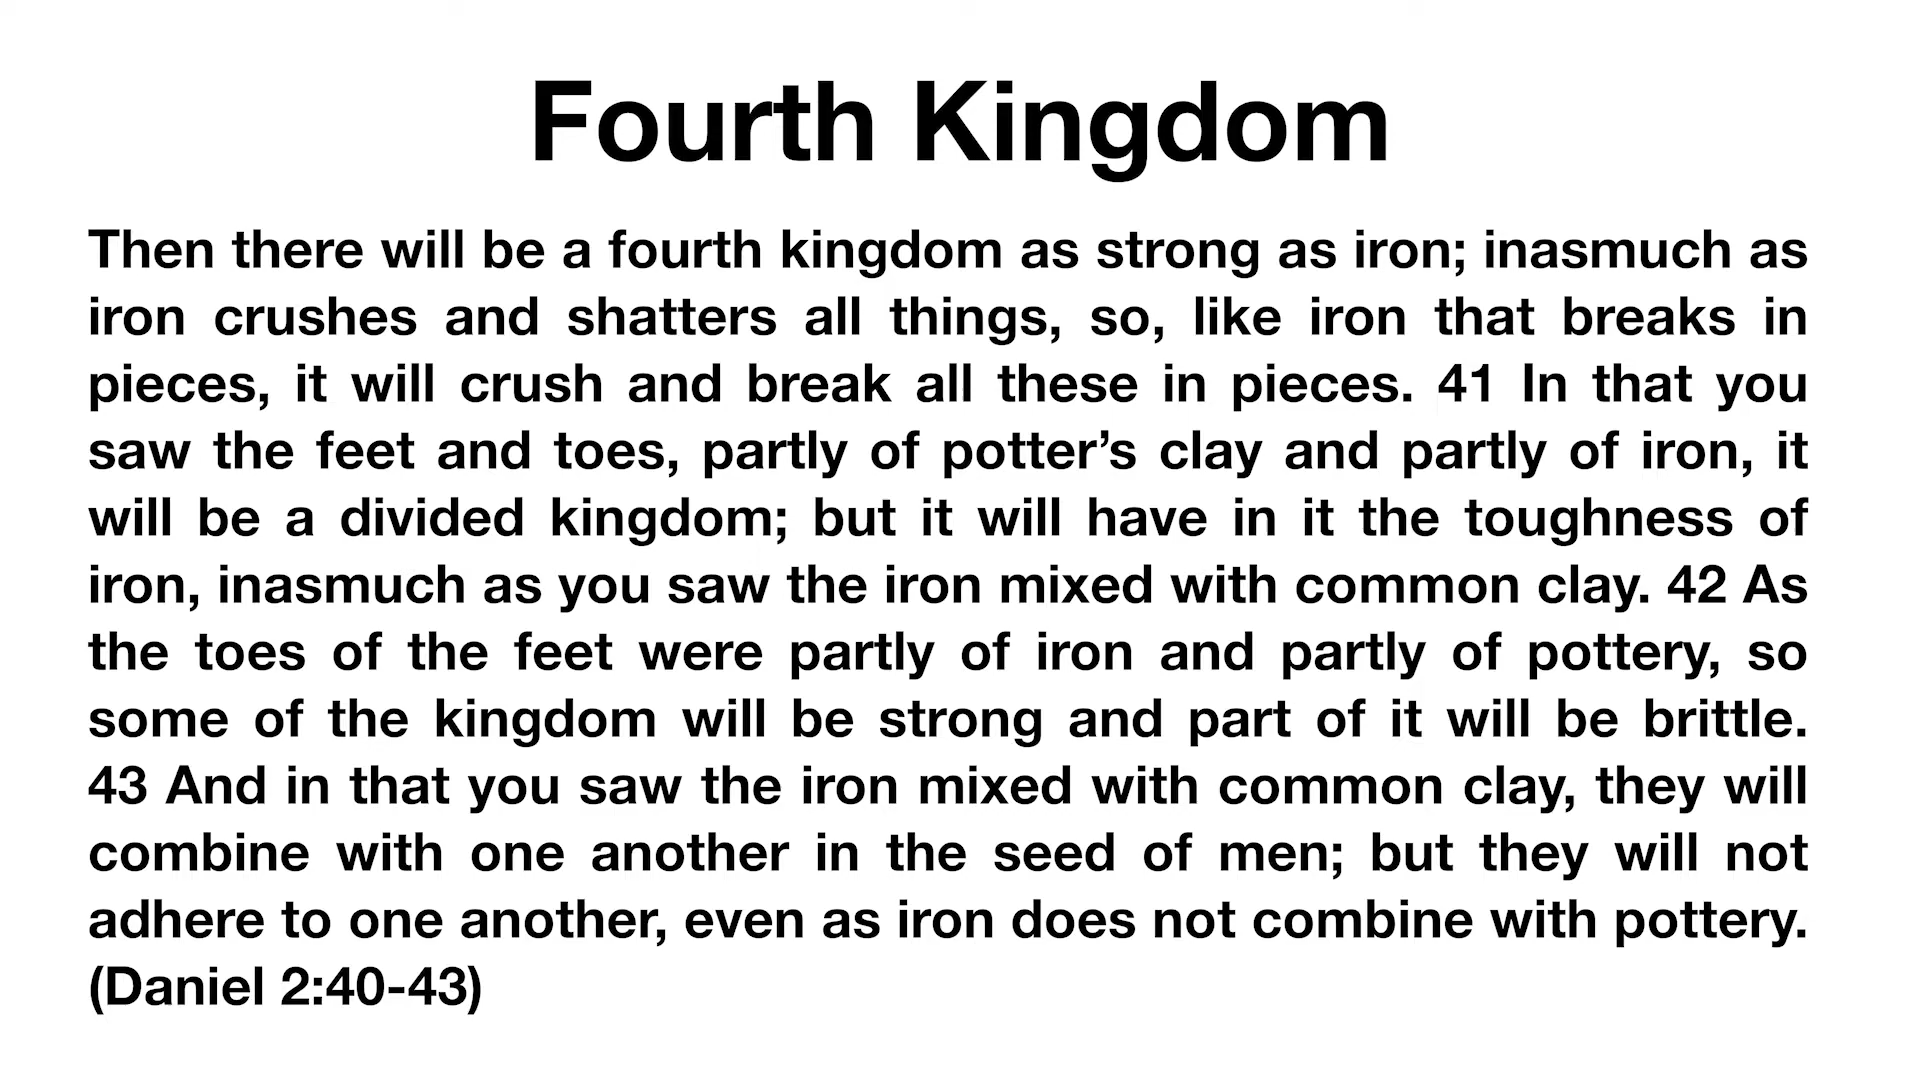 Fourth Kingdom
Then there will be a fourth kingdom as strong as iron; inasmuch as
iron crushes and shatters all things, so, like iron that breaks in
pieces, it will crush and break all these in pieces. 41 In that you
saw the feet and toes, partly of potter’s clay and partly of iron, it
will be a divided kingdom; but it will have in it the toughness of
iron, inasmuch as you saw the iron mixed with common clay. 42 As
the toes of the feet were partly of iron and partly of pottery, so
some of the kingdom will be strong and part of it will be brittle.
43 And in that you saw the iron mixed with common clay, they will
combine with one another in the seed of men; but they will not
adhere to one another, even as iron does not combine with pottery.
(Daniel 2:40-43)